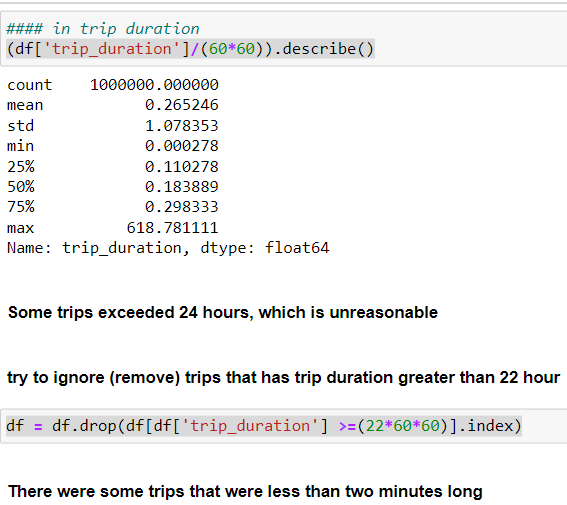 #### in trip duration
(df['trip_duration']/(60*60)).describe()
count    1000000.000000
mean           0.265246
std            1.078353
min            0.000278
25%            0.110278
50%            0.183889
75%            0.298333
max          618.781111
Name: trip_duration, dtype: float64
Some trips exceeded 24 hours, which is unreasonable
try to ignore (remove) trips that has trip duration greater than 22 hour
df = df.drop(df[df['trip_duration'] >=(22*60*60)].index)
There were some trips that were less than two minutes long